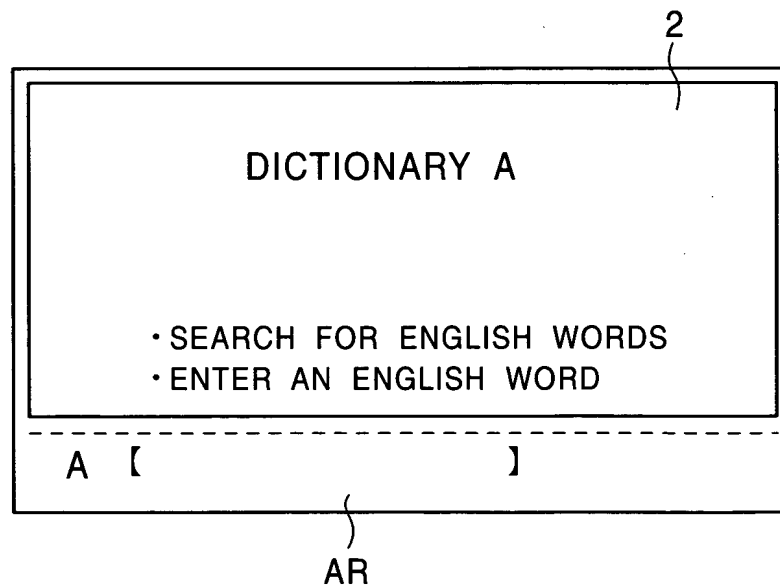 2
DICTIONARY A
・SEARCH FOR ENGLISH WORDS
・ENTER AN ENGLISH WORD
A 【 】
AR